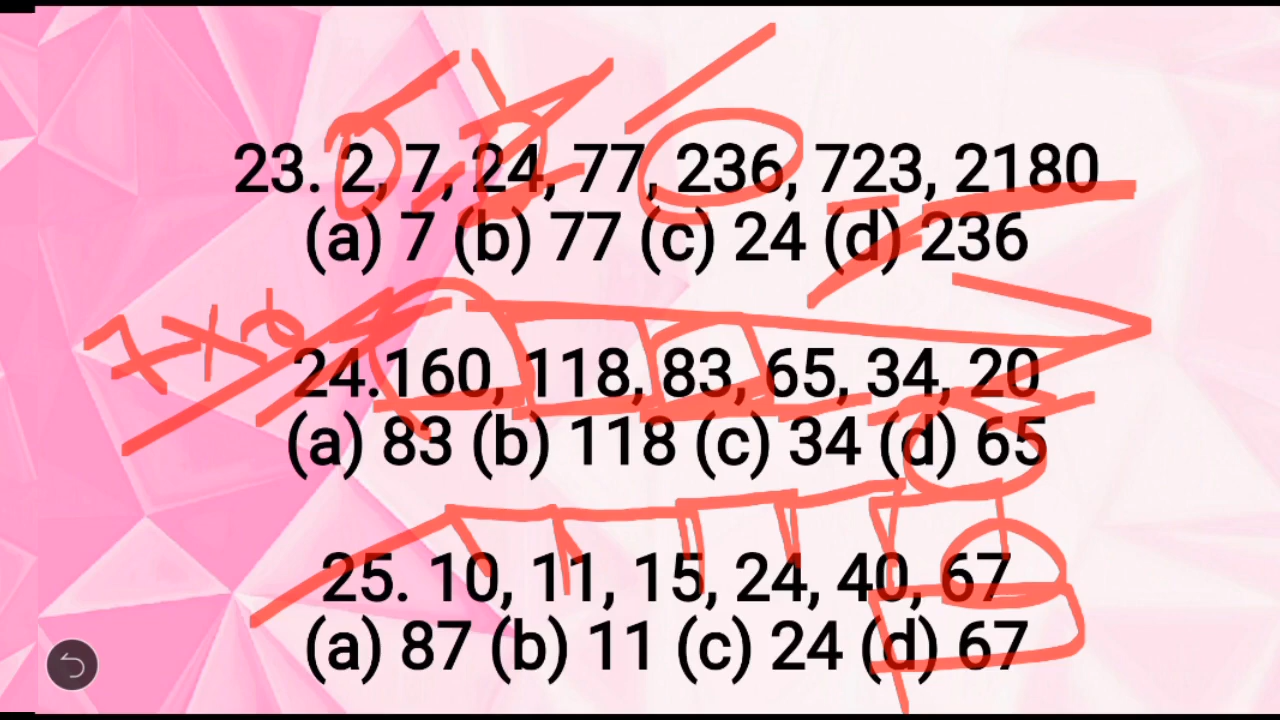 23. 2, 7, 24, 77, 236, 723, 2180
(a) 7 (b) 77 (c) 24 (d) 236
7x2
24.160, 118, 83, 65, 34, 20
(a) 83 (b) 118 (c) 34 (d) 65
25. 10, 11, 15, 24, 40, 67
(a) 87 (b) 11 (c) 24 (d) 67